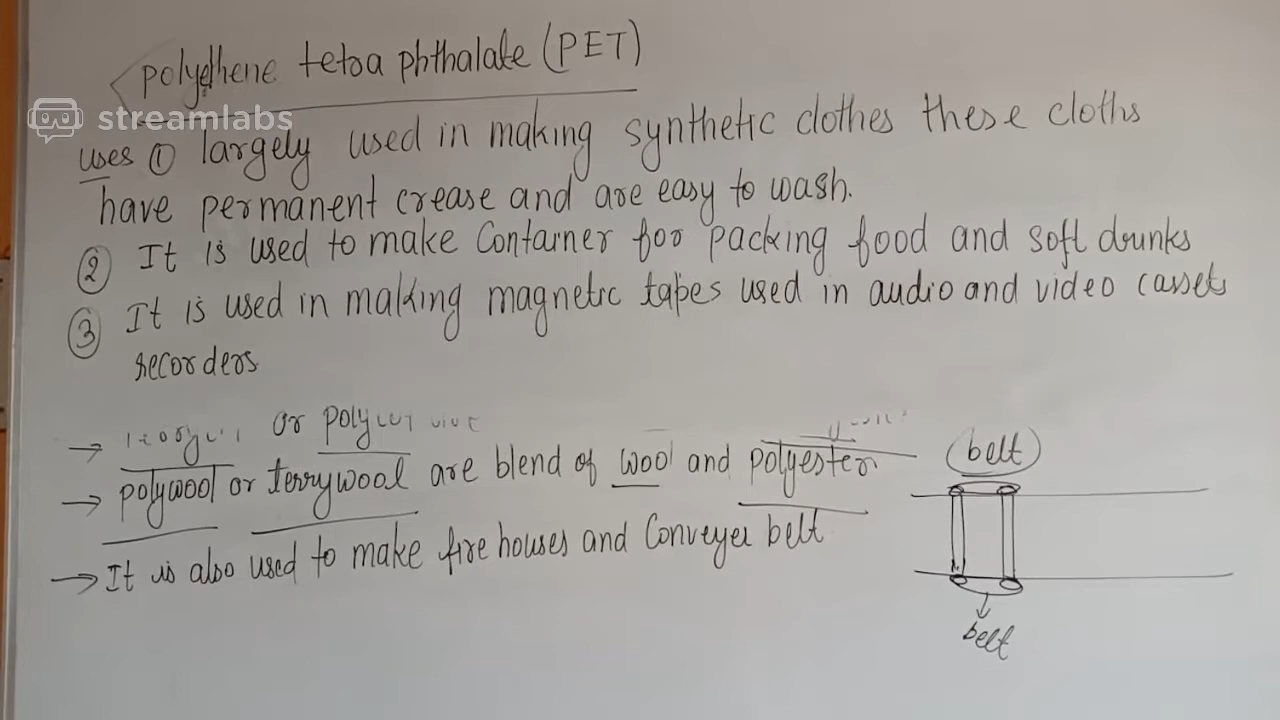 polyethene tetra phthalate (PET)
streamlabs
uses ① largely used in making synthetic clothes these cloths
have permanent crease and are easy to wash.
② It is used to make Container for packing food and soft drinks
③ It is used in making magnetic tapes used in audio and video cassets
recorders
→ or
→ polywool or terrywool are blend of wool and polyester
→ It is also used to make fire houses and Conveyer belt
belt
belt